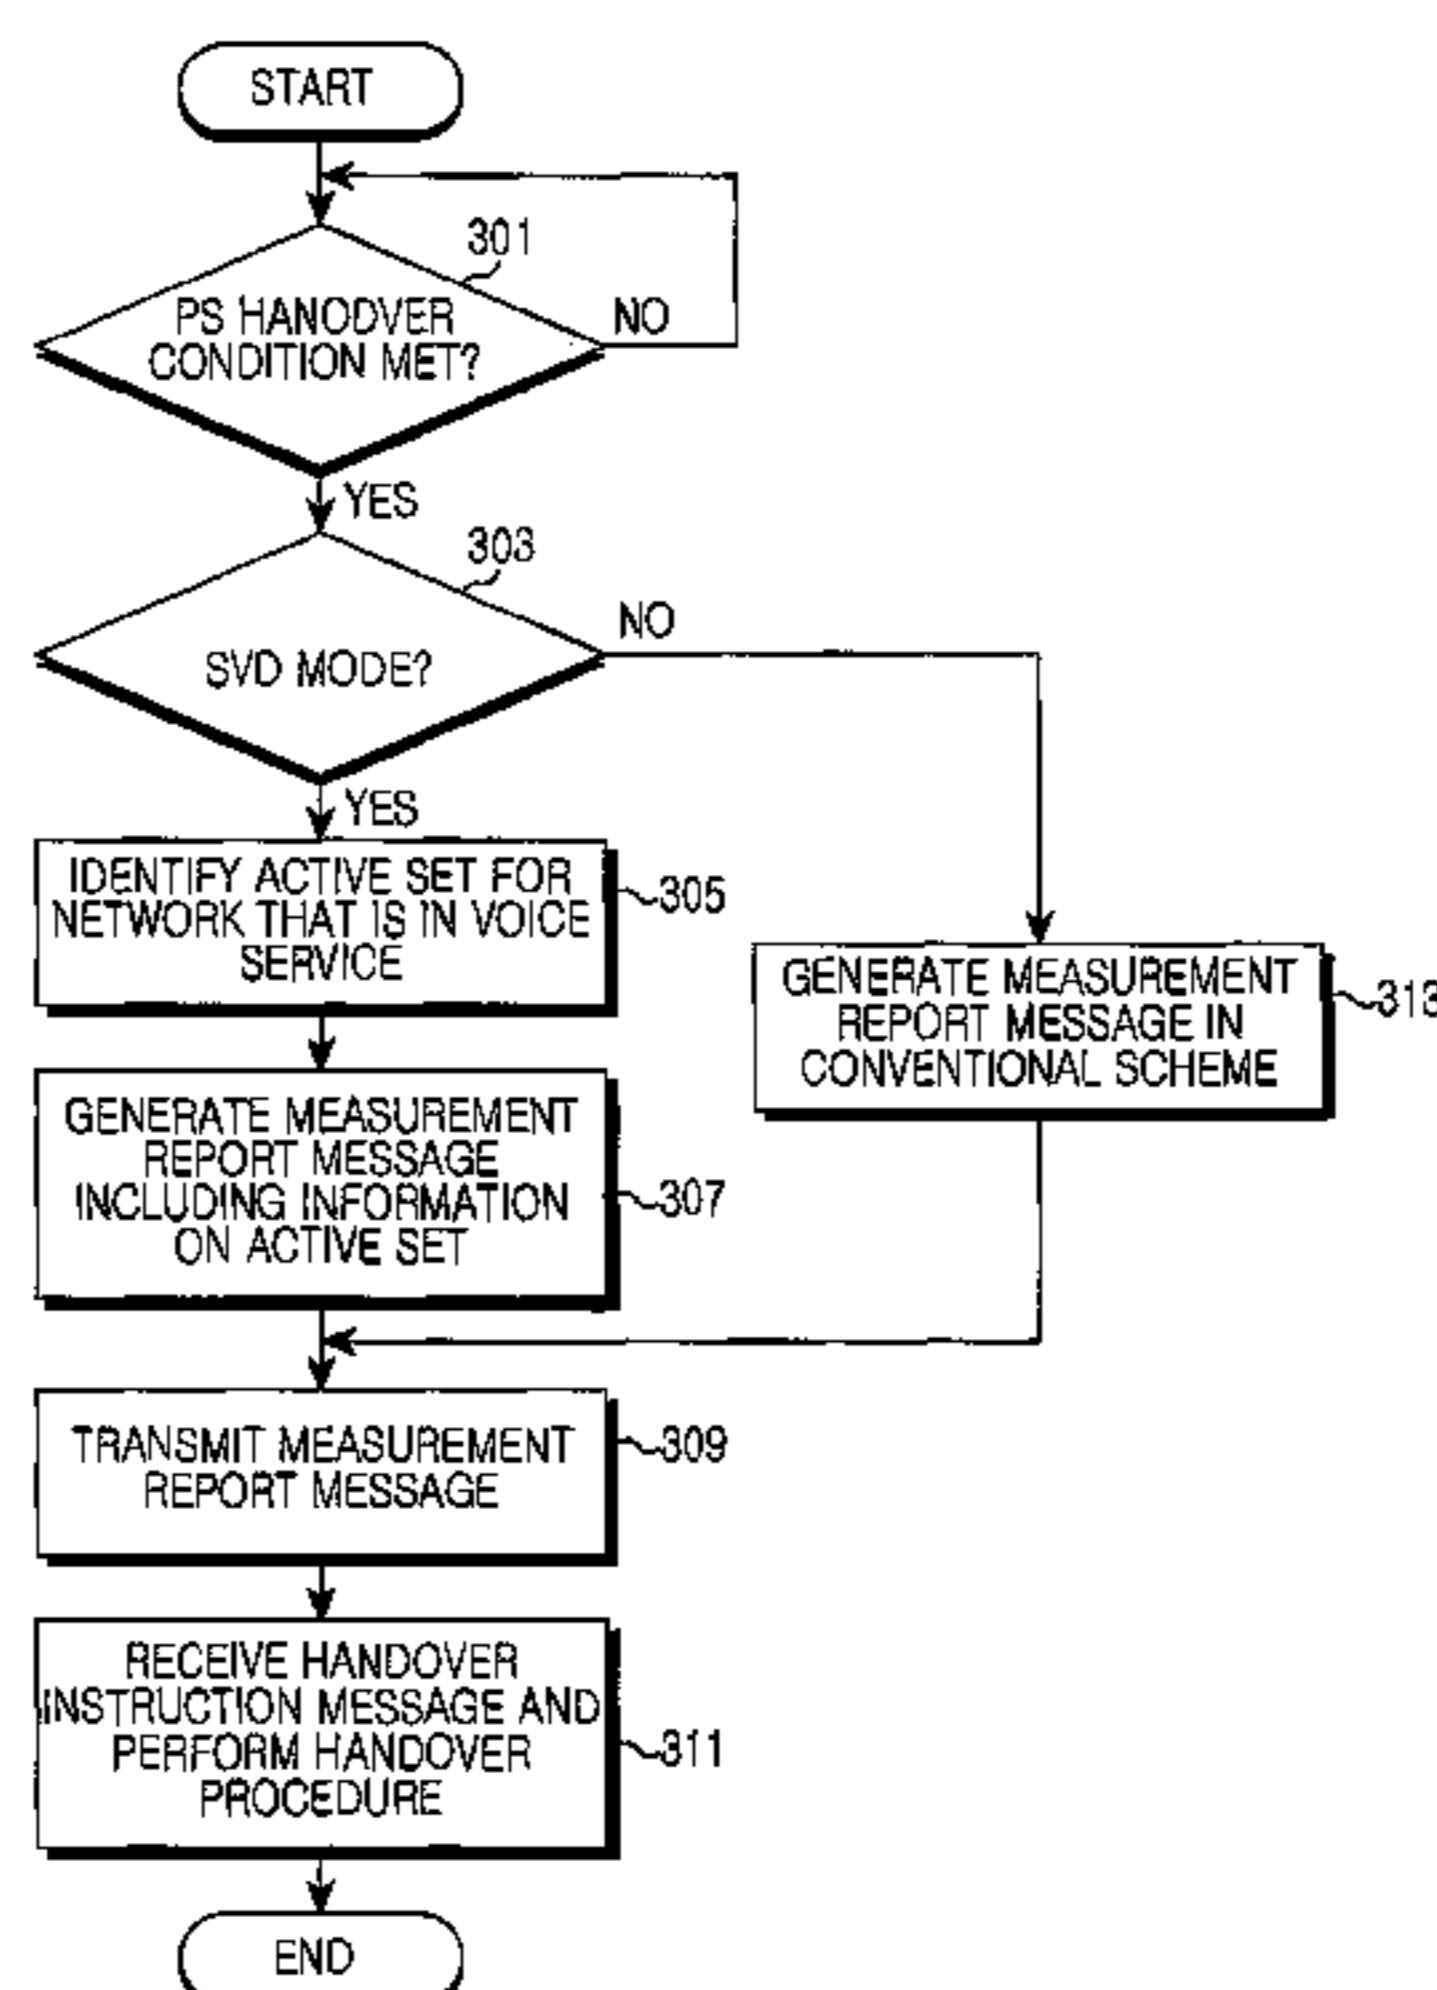 START
301
PS HANODVER
CONDITION MET?
NO
YES
303
SVD MODE?
NO
YES
IDENTIFY ACTIVE SET FOR
NETWORK THAT IS IN VOICE
SERVICE
305
GENERATE MEASUREMENT
REPORT MESSAGE IN
CONVENTIONAL SCHEME
313
GENERATE MEASUREMENT
REPORT MESSAGE
INCLUDING INFORMATION
ON ACTIVE SET
307
TRANSMIT MEASUREMENT
REPORT MESSAGE
309
RECEIVE HANDOVER
INSTRUCTION MESSAGE AND
PERFORM HANDOVER
PROCEDURE
311
END